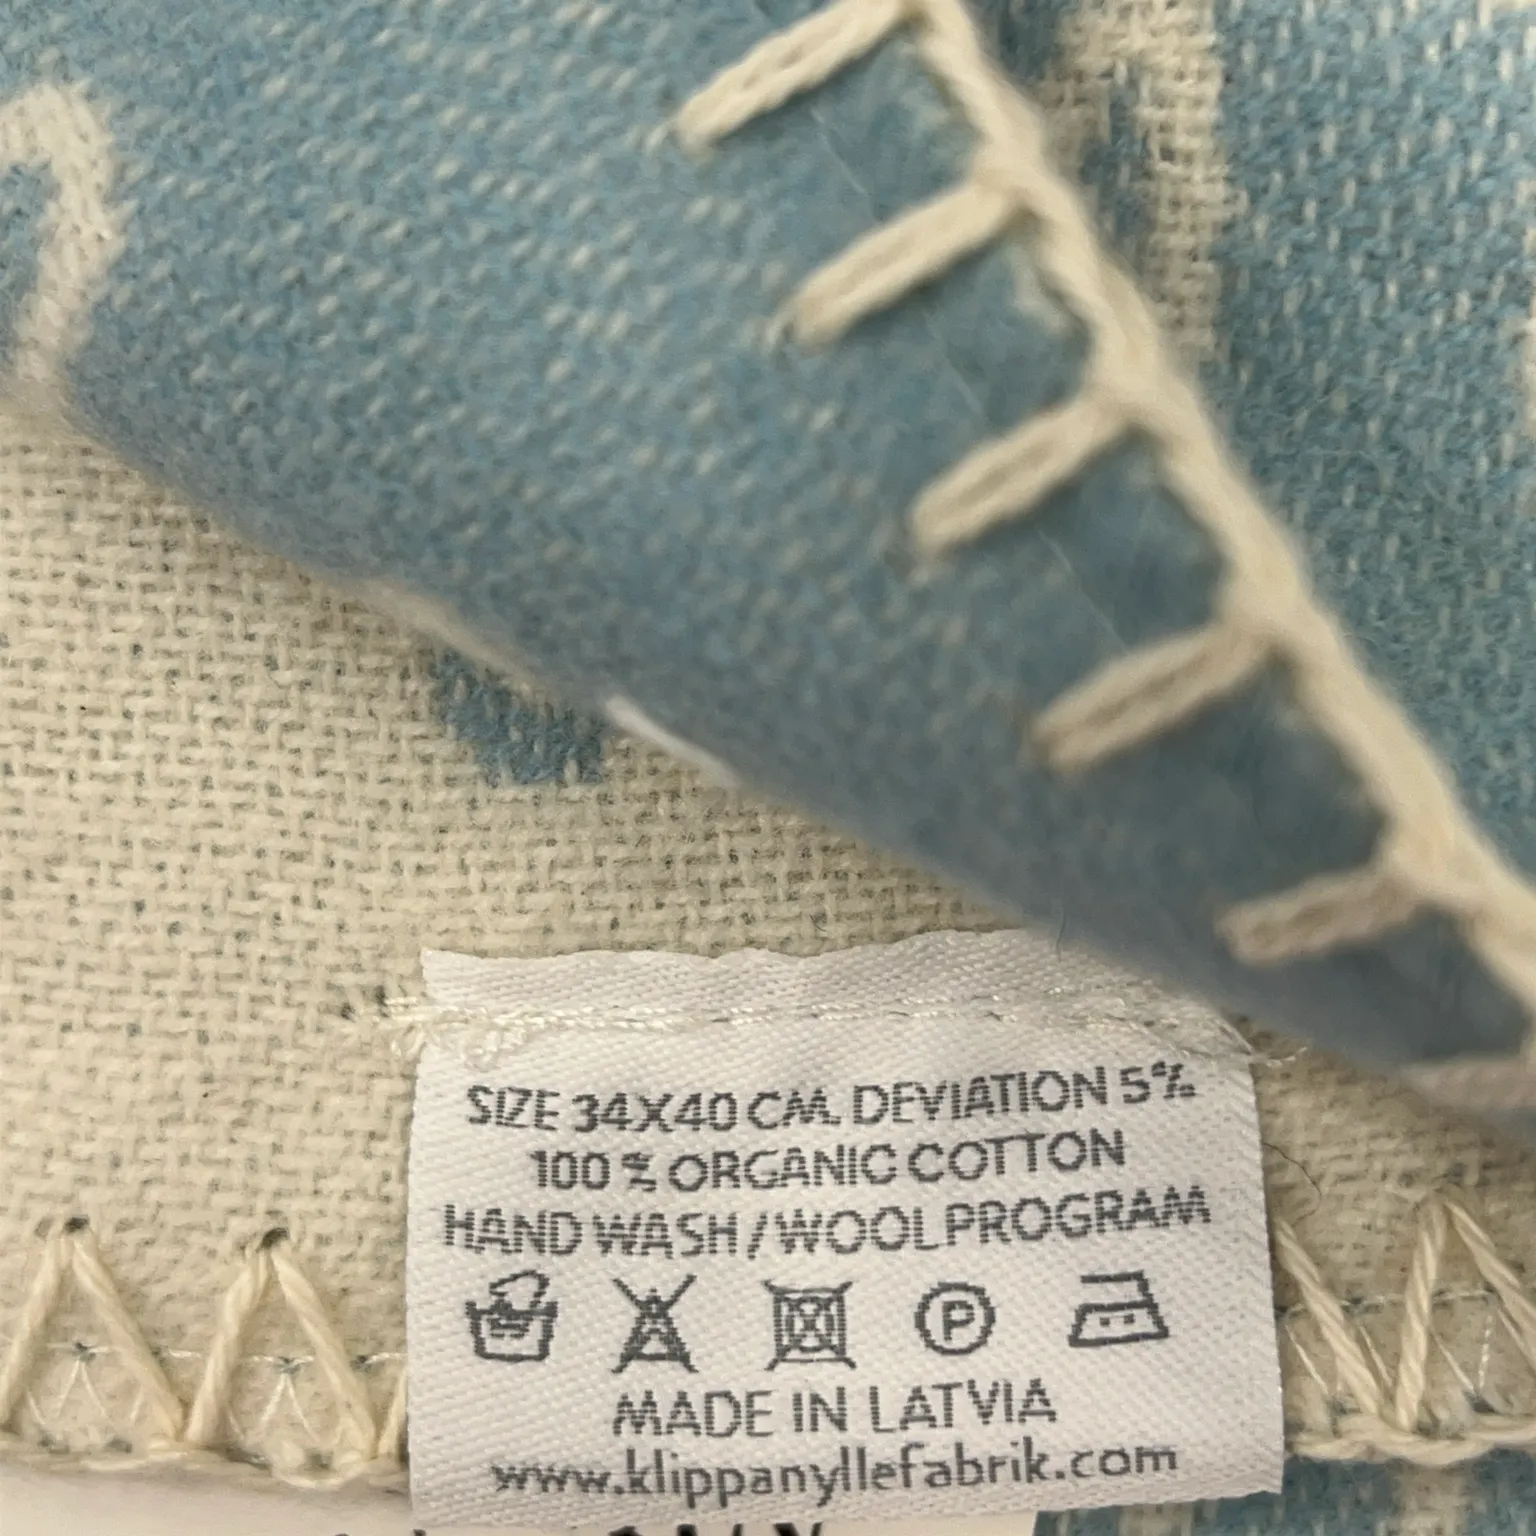 SIZE 34X40 CM. DEVIATION 5%
100 % ORGANIC COTTON
HAND WASH / WOOL PROGRAM
P
MADE IN LATVIA
www.klippanyllefabrik.com